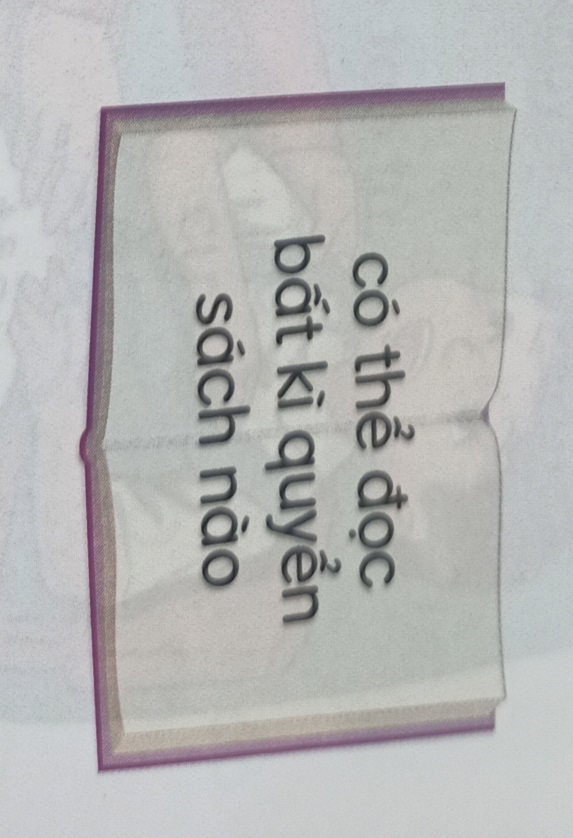 có thể đọc
bất kì quyển
sách nào